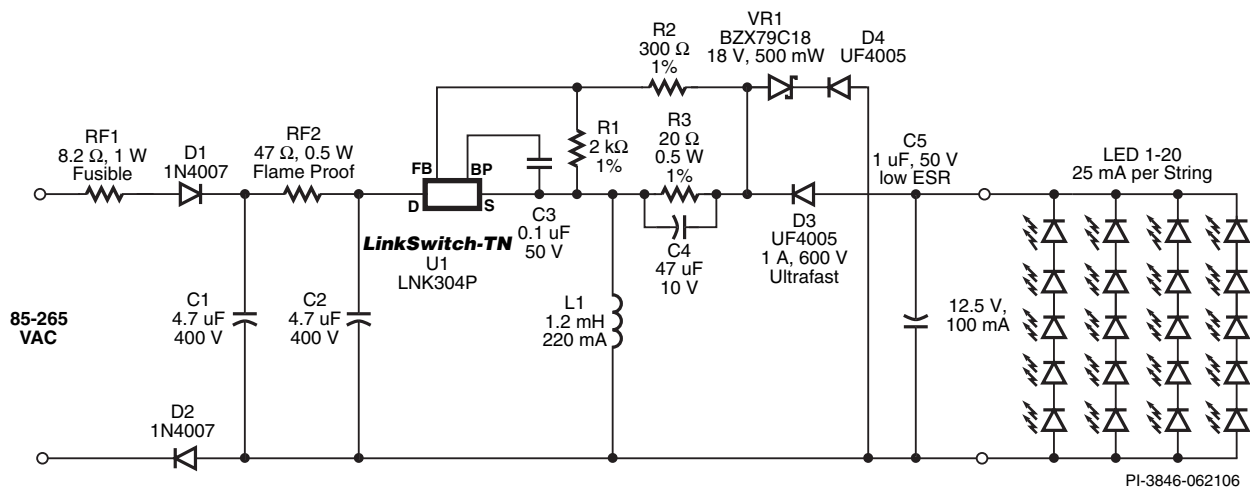 RF1
8.2 Ω, 1 W
Fusible
D1
1N4007
RF2
47 Ω, 0.5 W
Flame Proof
FB
BP
D
S
LinkSwitch-TN
U1
LNK304P
C3
0.1 uF
50 V
R1
2 kΩ
1%
R2
300 Ω
1%
R3
20 Ω
0.5 W
1%
C4
47 uF
10 V
VR1
BZX79C18
18 V, 500 mW
D4
UF4005
D3
UF4005
1 A, 600 V
Ultrafast
C5
1 uF, 50 V
low ESR
LED 1-20
25 mA per String
12.5 V,
100 mA
85-265
VAC
C1
4.7 uF
400 V
C2
4.7 uF
400 V
L1
1.2 mH
220 mA
D2
1N4007
PI-3846-062106